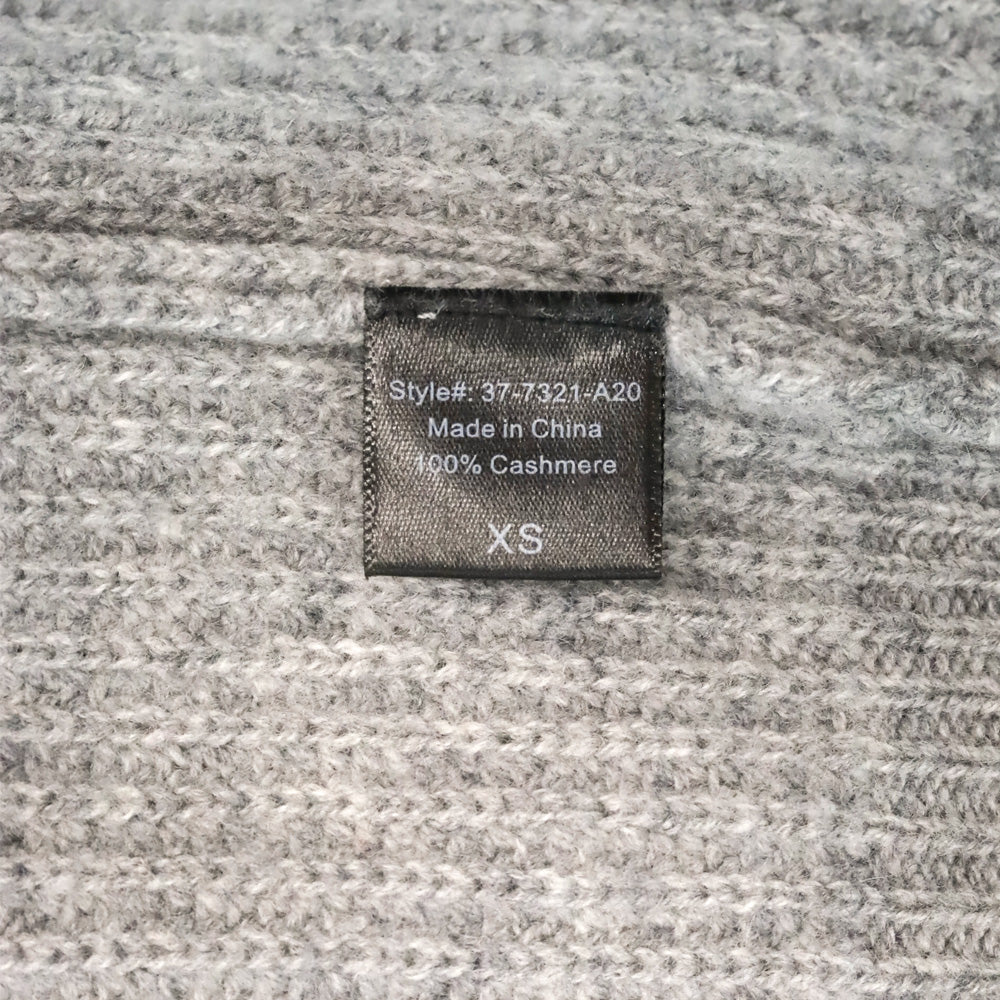 Style#: 37-7321-A20
Made in China
100% Cashmere
XS